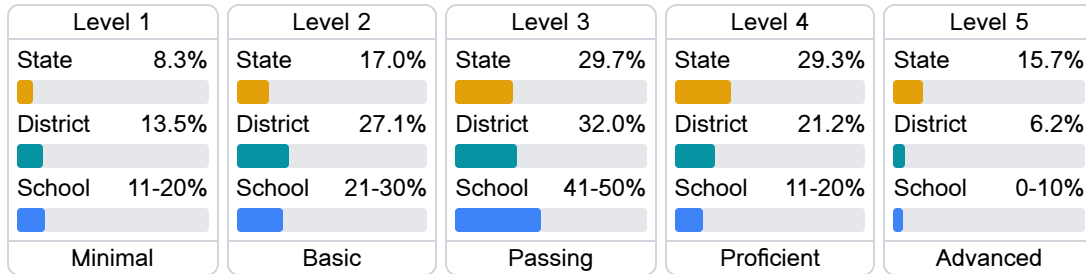 Level 1
State 8.3%
District 13.5%
School 11-20%
Minimal
Level 2
State 17.0%
District 27.1%
School 21-30%
Basic
Level 3
State 29.7%
District 32.0%
School 41-50%
Passing
Level 4
State 29.3%
District 21.2%
School 11-20%
Proficient
Level 5
State 15.7%
District 6.2%
School 0-10%
Advanced